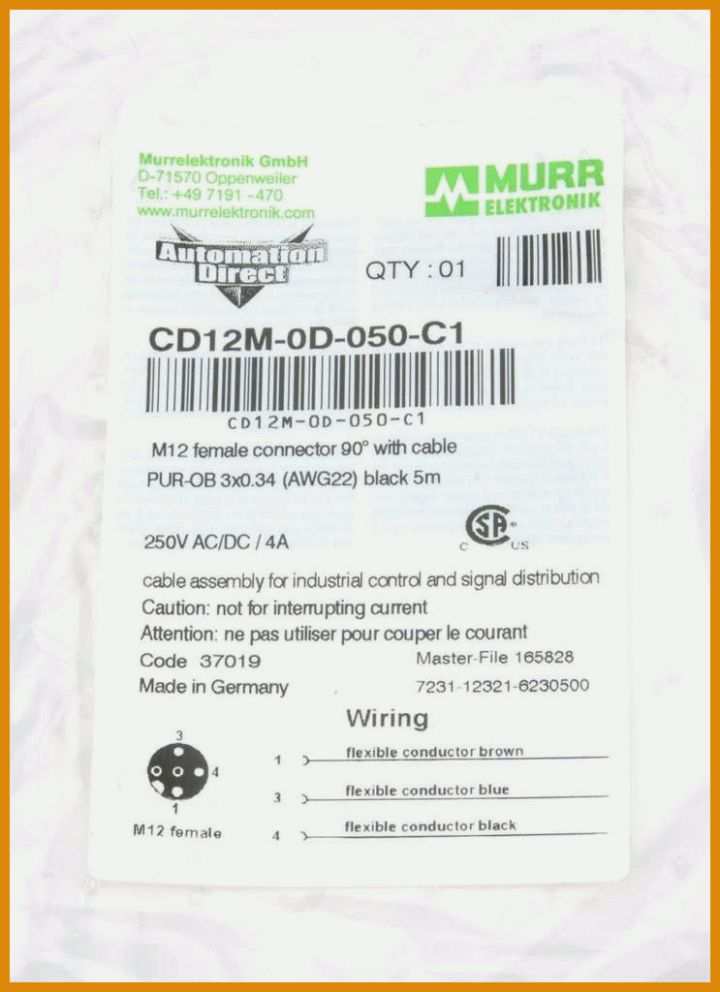 Murrelektronik GmbH
D-71570 Oppenweiler
Tel.: +49 7191 -470
www.murrelektronik.com
MURR
ELEKTRONIK
Automation
Direct
QTY : 01
CD12M-0D-050-C1
CD12M-0D-050-C1
M12 female connector 90° with cable
PUR-OB 3x0.34 (AWG22) black 5m
250V AC/DC / 4A
C SA US
cable assembly for industrial control and signal distribution
Caution: not for interrupting current
Attention: ne pas utiliser pour couper le courant
Code 37019
Master-File 165828
Made in Germany
7231-12321-6230500
Wiring
3
4
1
M12 female
1 flexible conductor brown
3 flexible conductor blue
4 flexible conductor black